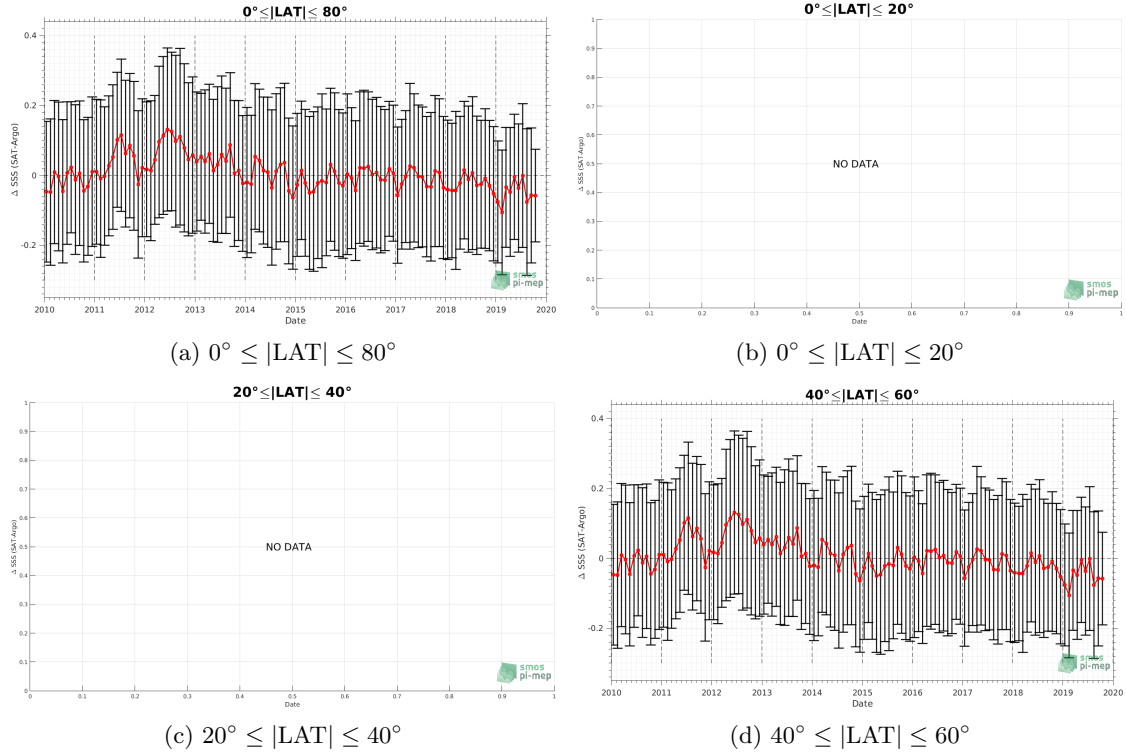 0°≤|LAT|≤ 80°
Δ SSS (SAT-Argo)
0.4
0.2
0
-0.2
2010 2011 2012 2013 2014 2015 2016 2017 2018 2019 2020
Date
smos
pi-mep
(a) 0° ≤ |LAT| ≤ 80°
0°≤|LAT|≤ 20°
Δ SSS (SAT-Argo)
1
0.9
0.8
0.7
0.6
0.5
0.4
0.3
0.2
0.1
0
NO DATA
0 0.1 0.2 0.3 0.4 0.5 0.6 0.7 0.8 0.9 1
Date
smos
pi-mep
(b) 0° ≤ |LAT| ≤ 20°
20°≤|LAT|≤ 40°
Δ SSS (SAT-Argo)
1
0.9
0.8
0.7
0.6
0.5
0.4
0.3
0.2
0.1
0
NO DATA
0 0.1 0.2 0.3 0.4 0.5 0.6 0.7 0.8 0.9 1
Date
smos
pi-mep
(c) 20° ≤ |LAT| ≤ 40°
40°≤|LAT|≤ 60°
Δ SSS (SAT-Argo)
0.4
0.2
0
-0.2
2010 2011 2012 2013 2014 2015 2016 2017 2018 2019 2020
Date
smos
pi-mep
(d) 40° ≤ |LAT| ≤ 60°